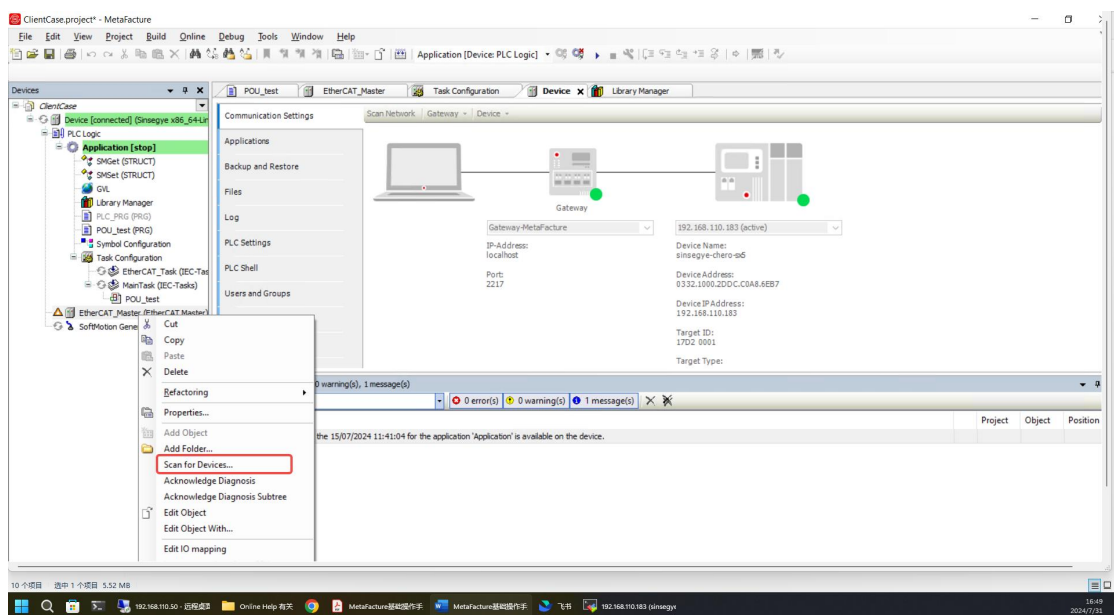 ClientCase.project* - MetaFacture
File Edit View Project Build Online Debug Tools Window Help
Application [Device: PLC Logic]
Devices
POU_test EtherCAT_Master Task Configuration Device Library Manager
ClientCase
Device [connected] (Sinsegye x86_64-Lir
PLC Logic
Application [stop]
SMGet (STRUCT)
SMSet (STRUCT)
GVL
Library Manager
PLC_PRG (PRG)
POU_test (PRG)
Symbol Configuration
Task Configuration
EtherCAT_Task (IEC-Tas
MainTask (IEC-Tasks)
POU_test
EtherCAT_Master (EtherCAT Master)
SoftMotion Gene
Communication Settings
Applications
Backup and Restore
Files
Log
PLC Settings
PLC Shell
Users and Groups
Scan Network Gateway Device
Gateway
Gateway-MetaFacture
IP-Address:
localhost
Port:
2217
192.168.110.183 (active)
Device Name:
sinsegye-chero-sx5
Device Address:
0332.1000.2DDC.C0A8.6EB7
Device IP Address:
192.168.110.183
Target ID:
17D2 0001
Target Type:
Cut
Copy
Paste
Delete
Refactoring
Properties...
Add Object
Add Folder...
Scan for Devices...
Acknowledge Diagnosis
Acknowledge Diagnosis Subtree
Edit Object
Edit Object With...
Edit IO mapping
0 warning(s), 1 message(s)
0 error(s) 0 warning(s) 1 message(s)
Project Object Position
the 15/07/2024 11:41:04 for the application 'Application' is available on the device.
10 个项目 选中 1 个项目 5.52 MB
192.168.110.50 - 远程桌面 Online Help 有关 MetaFacture基础操作手 MetaFacture基础操作手 飞书 192.168.110.183 (sinsegye
16:49
2024/7/31